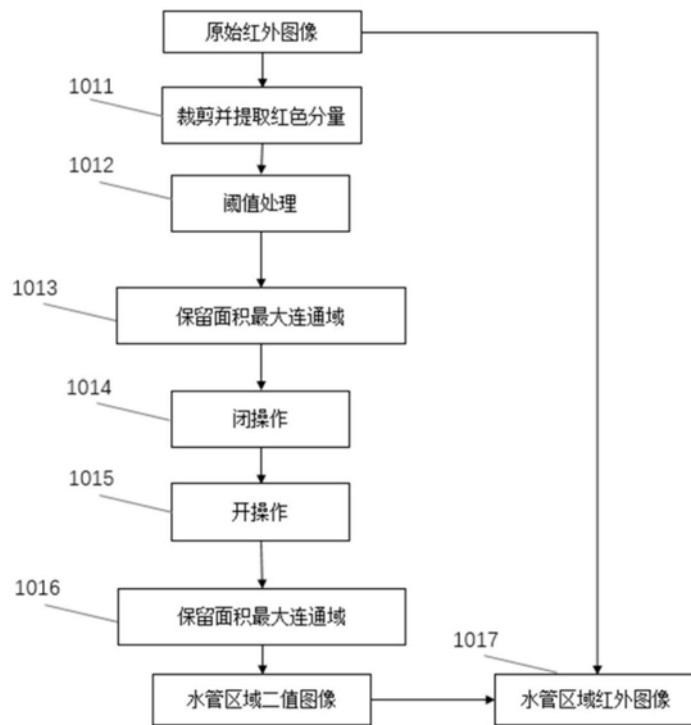 原始红外图像
1011
裁剪并提取红色分量
1012
阈值处理
1013
保留面积最大连通域
1014
闭操作
1015
开操作
1016
保留面积最大连通域
1017
水管区域二值图像
水管区域红外图像